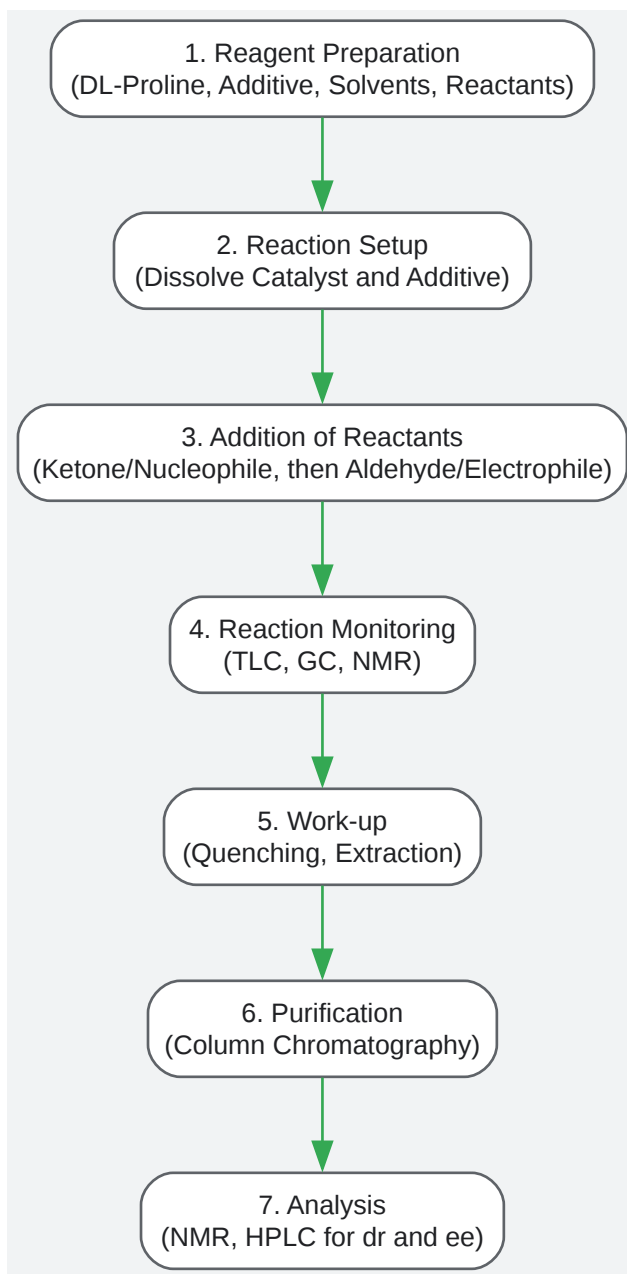 1. Reagent Preparation
(DL-Proline, Additive, Solvents, Reactants)
2. Reaction Setup
(Dissolve Catalyst and Additive)
3. Addition of Reactants
(Ketone/Nucleophile, then Aldehyde/Electrophile)
4. Reaction Monitoring
(TLC, GC, NMR)
5. Work-up
(Quenching, Extraction)
6. Purification
(Column Chromatography)
7. Analysis
(NMR, HPLC for dr and ee)